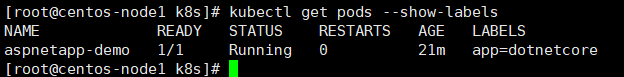 [root@centos-node1 k8s]# kubectl get pods --show-labels
NAME READY STATUS RESTARTS AGE LABELS
aspnetapp-demo 1/1 Running 0 21m app=dotnetcore
[root@centos-node1 k8s]#